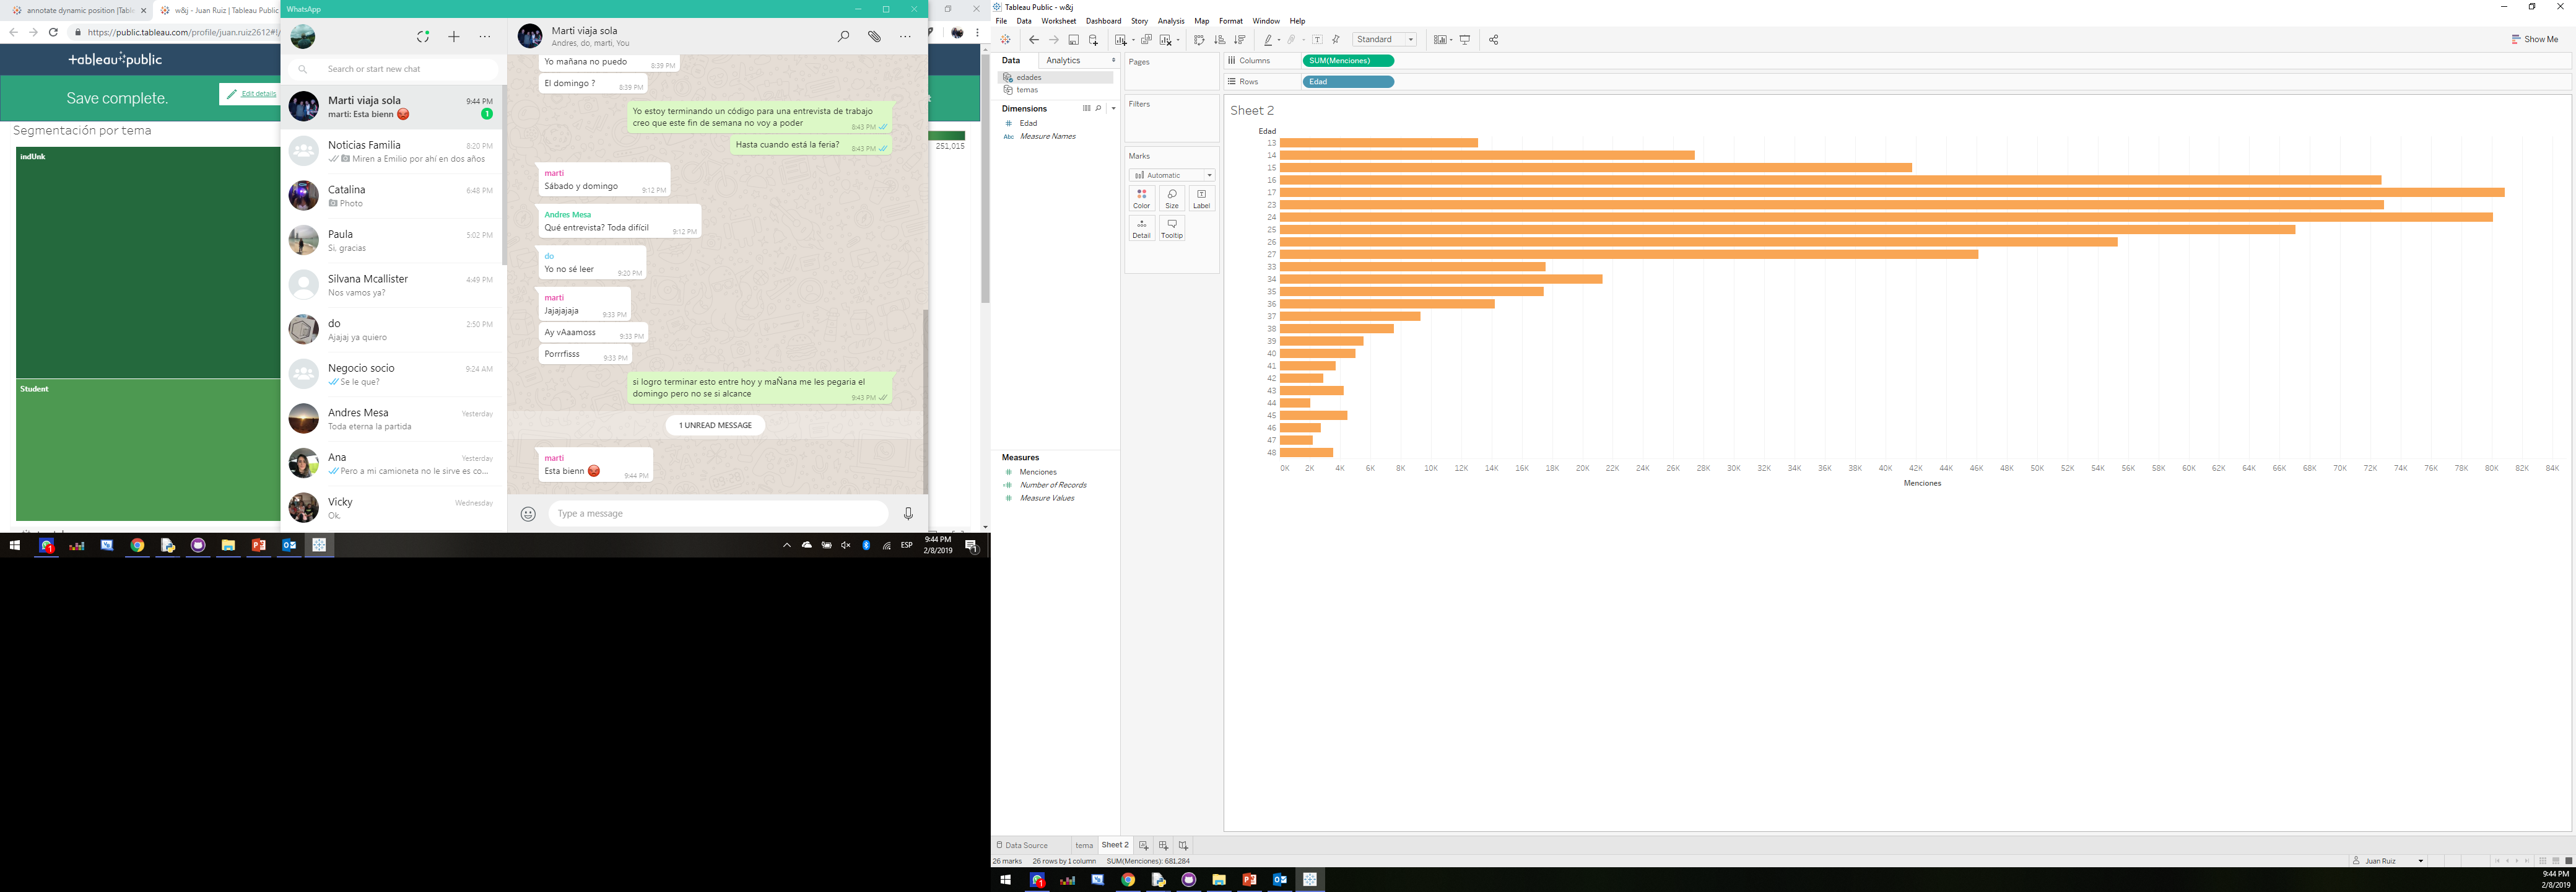 annotate dynamic position |Table
w&j - Juan Ruiz | Tableau Public
https://public.tableau.com/profile/juan.ruiz2612#!/
+ableau+public
Save complete.
Edit details
Segmentación por tema
251,015
indUnk
Student
WhatsApp
Search or start new chat
Marti viaja sola
9:44 PM
marti: Esta bienn 😡
1
Noticias Familia
8:20 PM
Miren a Emilio por ahí en dos años
Catalina
6:48 PM
Photo
Paula
5:02 PM
Si, gracias
Silvana Mcallister
4:49 PM
Nos vamos ya?
do
2:50 PM
Ajajaj ya quiero
Negocio socio
9:24 AM
Se le que?
Andres Mesa
Yesterday
Toda eterna la partida
Ana
Yesterday
Pero a mi camioneta no le sirve es co...
Vicky
Wednesday
Ok.
Marti viaja sola
Andres, do, marti, You
Yo mañana no puedo
8:39 PM
El domingo ?
8:39 PM
Yo estoy terminando un código para una entrevista de trabajo
creo que este fin de semana no voy a poder
8:43 PM
Hasta cuando está la feria?
8:43 PM
marti
Sábado y domingo
9:12 PM
Andres Mesa
Qué entrevista? Toda difícil
9:12 PM
do
Yo no sé leer
9:20 PM
marti
Jajajajaja
9:33 PM
Ay vAaamoss
9:33 PM
Porrrfisss
9:33 PM
si logro terminar esto entre hoy y maÑana me les pegaria el
domingo pero no se si alcance
9:43 PM
1 UNREAD MESSAGE
marti
Esta bienn 😡
9:44 PM
Type a message
ESP
9:44 PM
2/8/2019
Tableau Public - w&j
File Data Worksheet Dashboard Story Analysis Map Format Window Help
Standard
Show Me
Data
Analytics
edades
temas
Dimensions
Edad
Abc Measure Names
Measures
Menciones
Number of Records
Measure Values
Pages
Filters
Marks
Automatic
Color Size Label
Detail Tooltip
Columns
SUM(Menciones)
Rows
Edad
Sheet 2
Edad
13
14
15
16
17
23
24
25
26
27
33
34
35
36
37
38
39
40
41
42
43
44
45
46
47
48
0K 2K 4K 6K 8K 10K 12K 14K 16K 18K 20K 22K 24K 26K 28K 30K 32K 34K 36K 38K 40K 42K 44K 46K 48K 50K 52K 54K 56K 58K 60K 62K 64K 66K 68K 70K 72K 74K 76K 78K 80K 82K 84K
Menciones
Data Source
tema
Sheet 2
26 marks 26 rows by 1 column SUM(Menciones): 681,284
Juan Ruiz
9:44 PM
2/8/2019